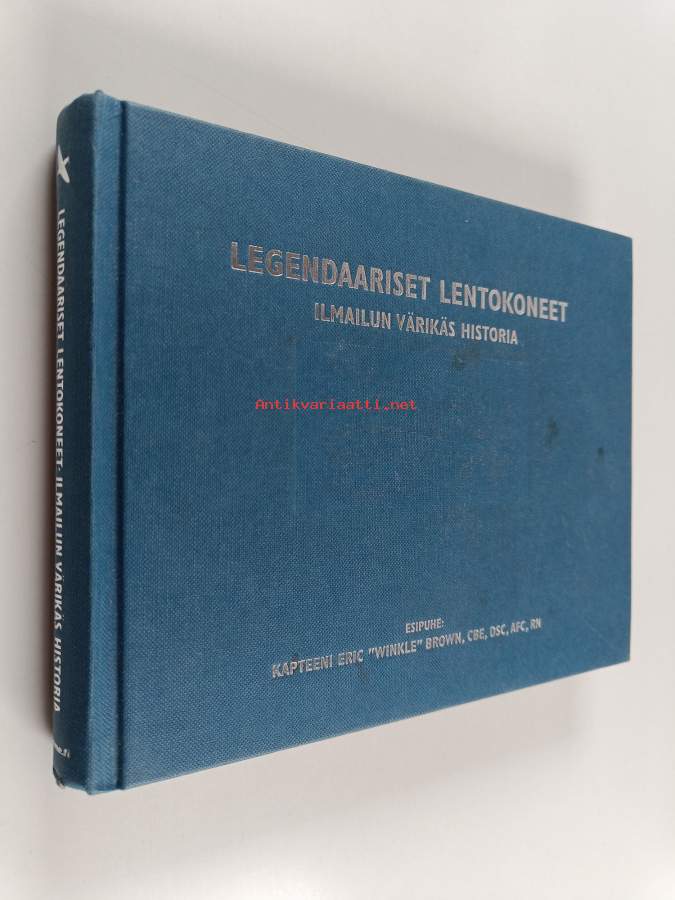 LEGENDAARISET LENTOKONEET
ILMAILUN VÄRIKÄS HISTORIA
Antikvariaatti.net
ESIPUHE:
KAPTEENI ERIC "WINKLE" BROWN, CBE, DSC, AFC, RN
LEGENDAARISET LENTOKONEET · ILMAILUN VÄRIKÄS HISTORIA